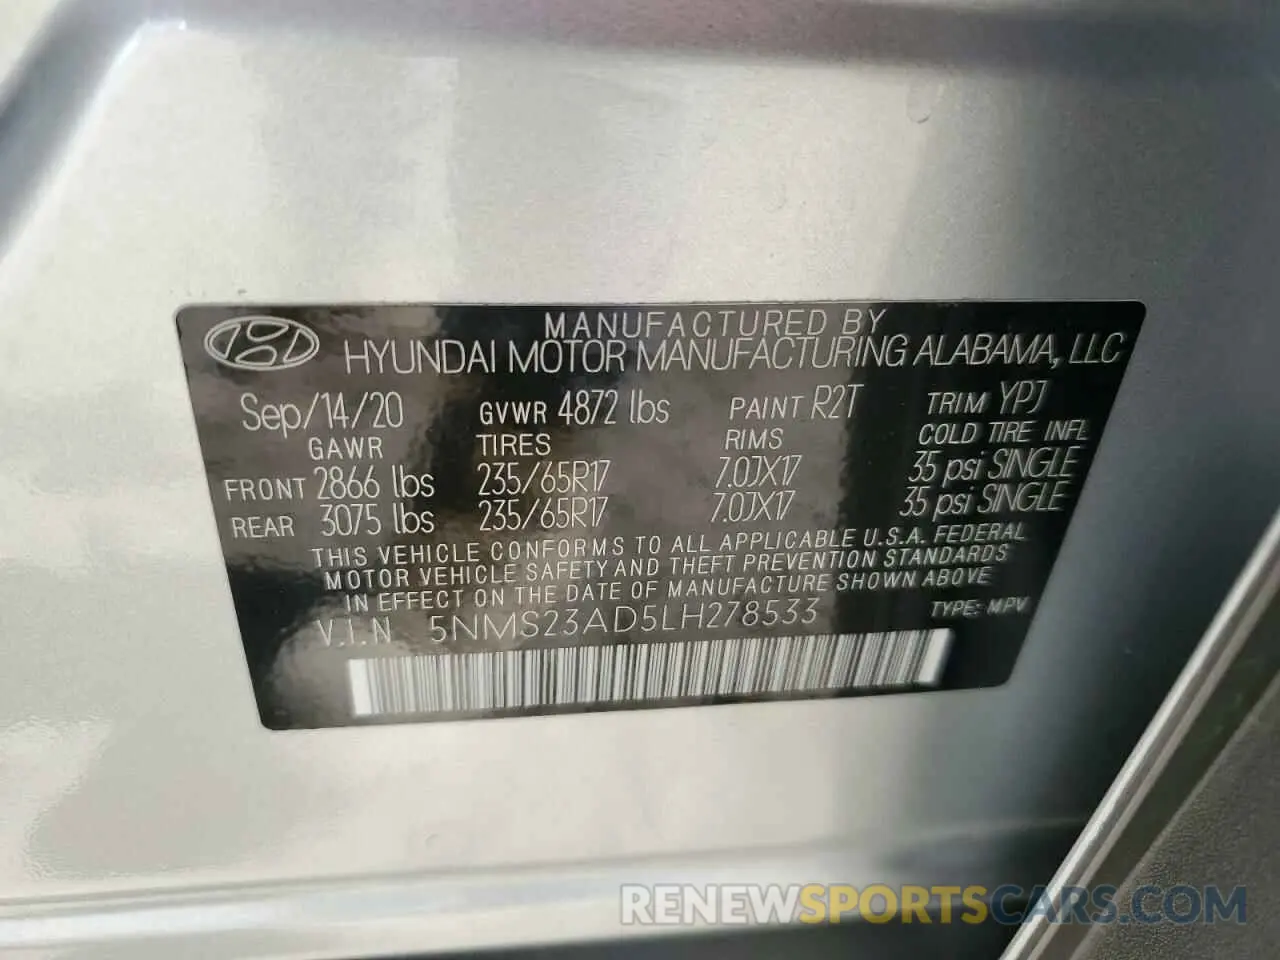 MANUFACTURED BY
HYUNDAI MOTOR MANUFACTURING ALABAMA, LLC
Sep/14/20 GVWR 4872 lbs PAINT R2T TRIM YPJ
GAWR TIRES RIMS COLD TIRE INFL
FRONT 2866 lbs 235/65R17 7.0JX17 35 psi SINGLE
REAR 3075 lbs 235/65R17 7.0JX17 35 psi SINGLE
THIS VEHICLE CONFORMS TO ALL APPLICABLE U.S.A. FEDERAL
MOTOR VEHICLE SAFETY AND THEFT PREVENTION STANDARDS
IN EFFECT ON THE DATE OF MANUFACTURE SHOWN ABOVE
V.I.N 5NMS23AD5LH278533 TYPE: MPV
RENEWSPORTSCARS.COM